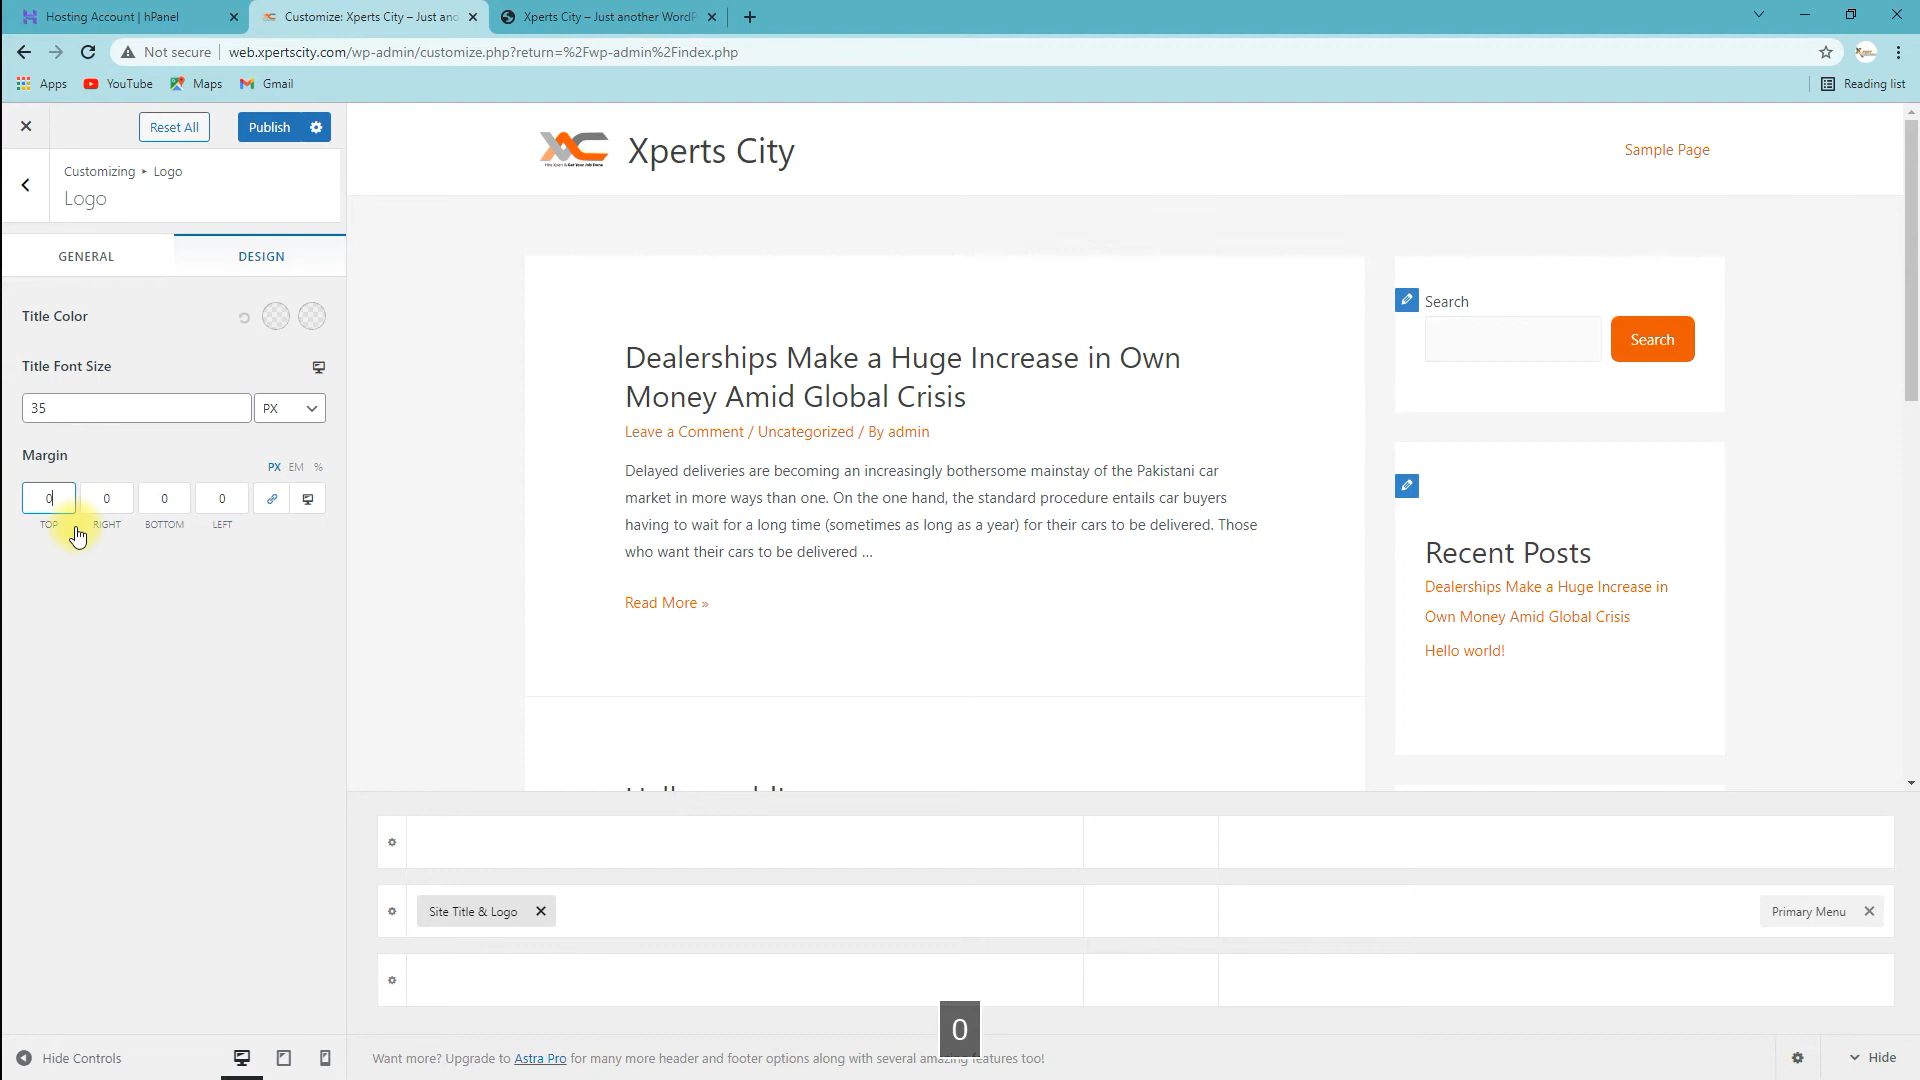 Hosting Account | hPanel
Customize: Xperts City – Just ano
Xperts City – Just another WordP
Not secure
web.xpertscity.com/wp-admin/customize.php?return=%2Fwp-admin%2Findex.php
Apps
YouTube
Maps
Gmail
Reading list
Reset All
Publish
Customizing ▸ Logo
Logo
GENERAL
DESIGN
Title Color
Title Font Size
35
PX
Margin
PX EM %
0 0 0 0
TOP RIGHT BOTTOM LEFT
Hide Controls
Xperts City
Sample Page
Dealerships Make a Huge Increase in Own
Money Amid Global Crisis
Leave a Comment / Uncategorized / By admin
Delayed deliveries are becoming an increasingly bothersome mainstay of the Pakistani car
market in more ways than one. On the one hand, the standard procedure entails car buyers
having to wait for a long time (sometimes as long as a year) for their cars to be delivered. Those
who want their cars to be delivered …
Read More »
Search
Search
Recent Posts
Dealerships Make a Huge Increase in
Own Money Amid Global Crisis
Hello world!
Site Title & Logo
Primary Menu
0
Want more? Upgrade to Astra Pro for many more header and footer options along with several amazing features too!
Hide